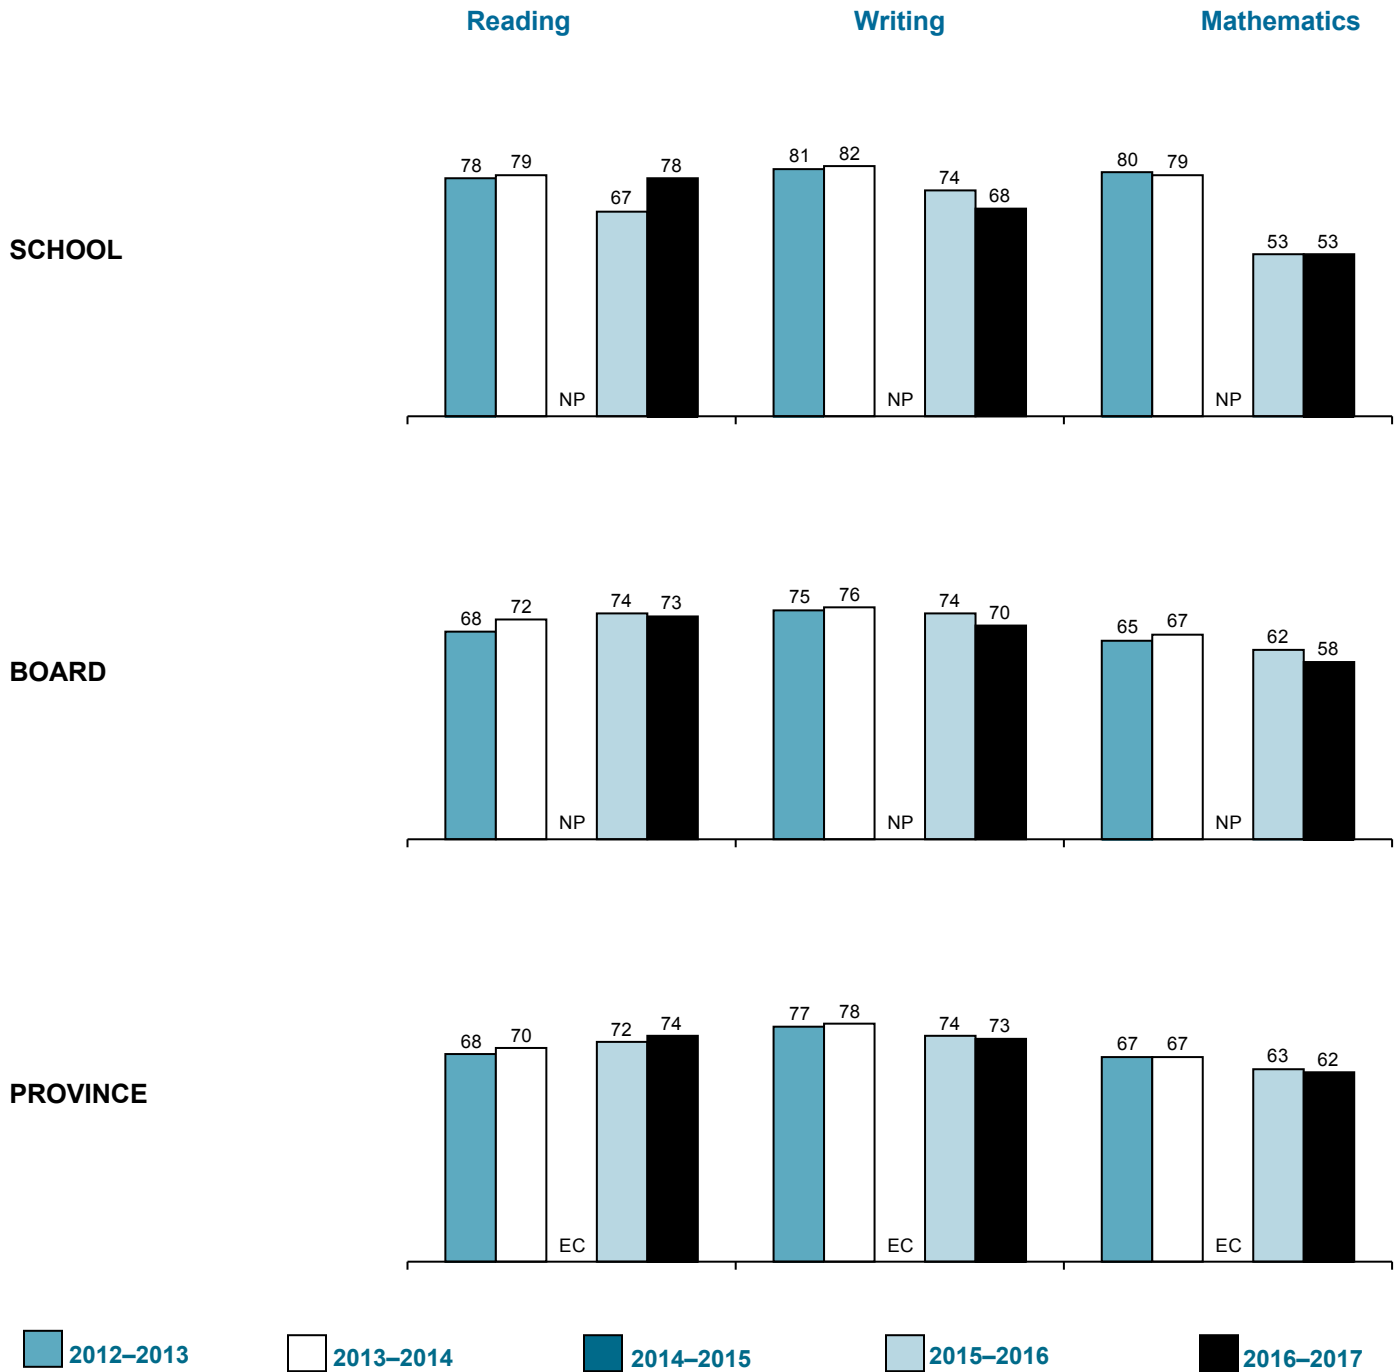 Reading Writing Mathematics
SCHOOL
78 79 NP 67 78 81 82 NP 74 68 80 79 NP 53 53
BOARD
68 72 NP 74 73 75 76 NP 74 70 65 67 NP 62 58
PROVINCE
68 70 EC 72 74 77 78 EC 74 73 67 67 EC 63 62
2012–2013 2013–2014 2014–2015 2015–2016 2016–2017